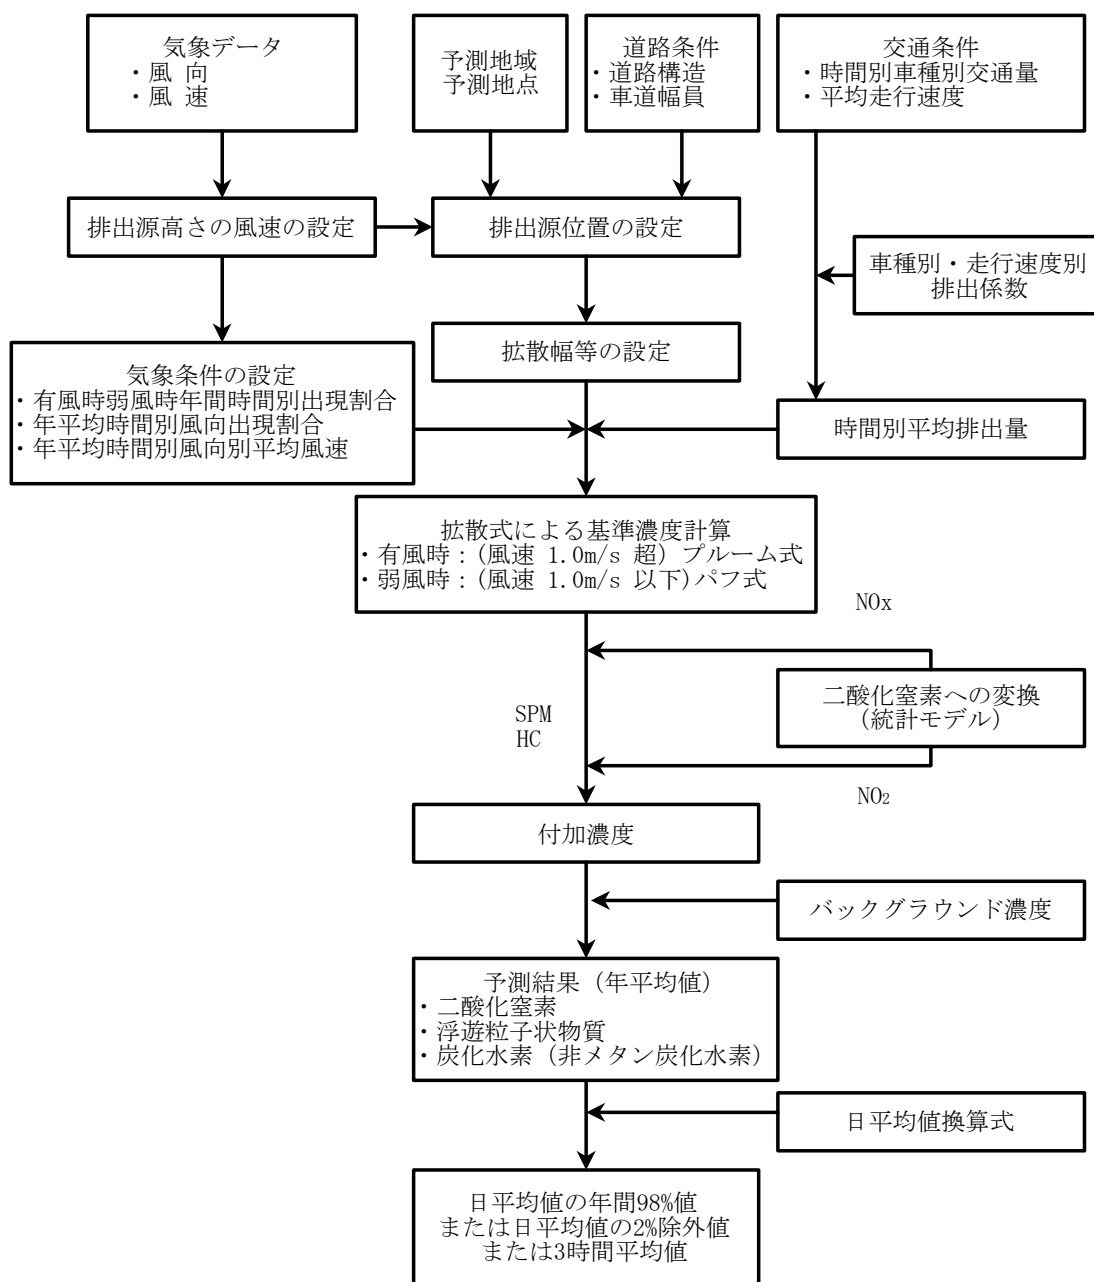 気象データ
・風 向
・風 速
予測地域
予測地点
道路条件
・道路構造
・車道幅員
交通条件
・時間別車種別交通量
・平均走行速度
排出源高さの風速の設定
排出源位置の設定
車種別・走行速度別
排出係数
拡散幅等の設定
気象条件の設定
・有風時弱風時年間時間別出現割合
・年平均時間別風向出現割合
・年平均時間別風向別平均風速
時間別平均排出量
拡散式による基準濃度計算
・有風時：(風速 1.0m/s 超) プルーム式
・弱風時：(風速 1.0m/s 以下)パフ式
NOx
二酸化窒素への変換
(統計モデル)
SPM
HC
NO₂
付加濃度
バックグラウンド濃度
予測結果（年平均値）
・二酸化窒素
・浮遊粒子状物質
・炭化水素（非メタン炭化水素）
日平均値換算式
日平均値の年間98%値
または日平均値の2%除外値
または3時間平均値